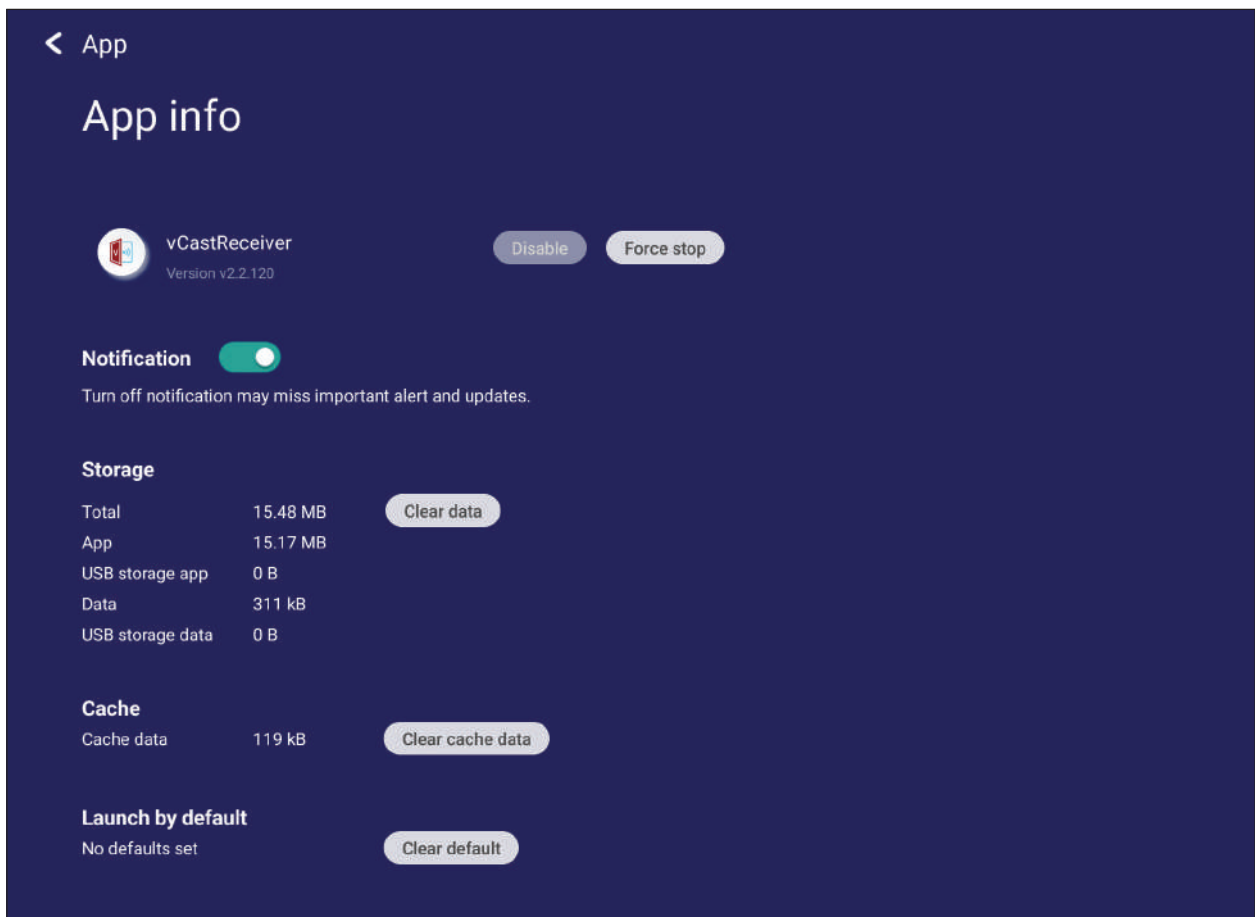 App
App info
vCastReceiver
Version v2.2.120
Disable
Force stop
Notification
Turn off notification may miss important alert and updates.
Storage
Total 15.48 MB Clear data
App 15.17 MB
USB storage app 0 B
Data 311 kB
USB storage data 0 B
Cache
Cache data 119 kB Clear cache data
Launch by default
No defaults set Clear default